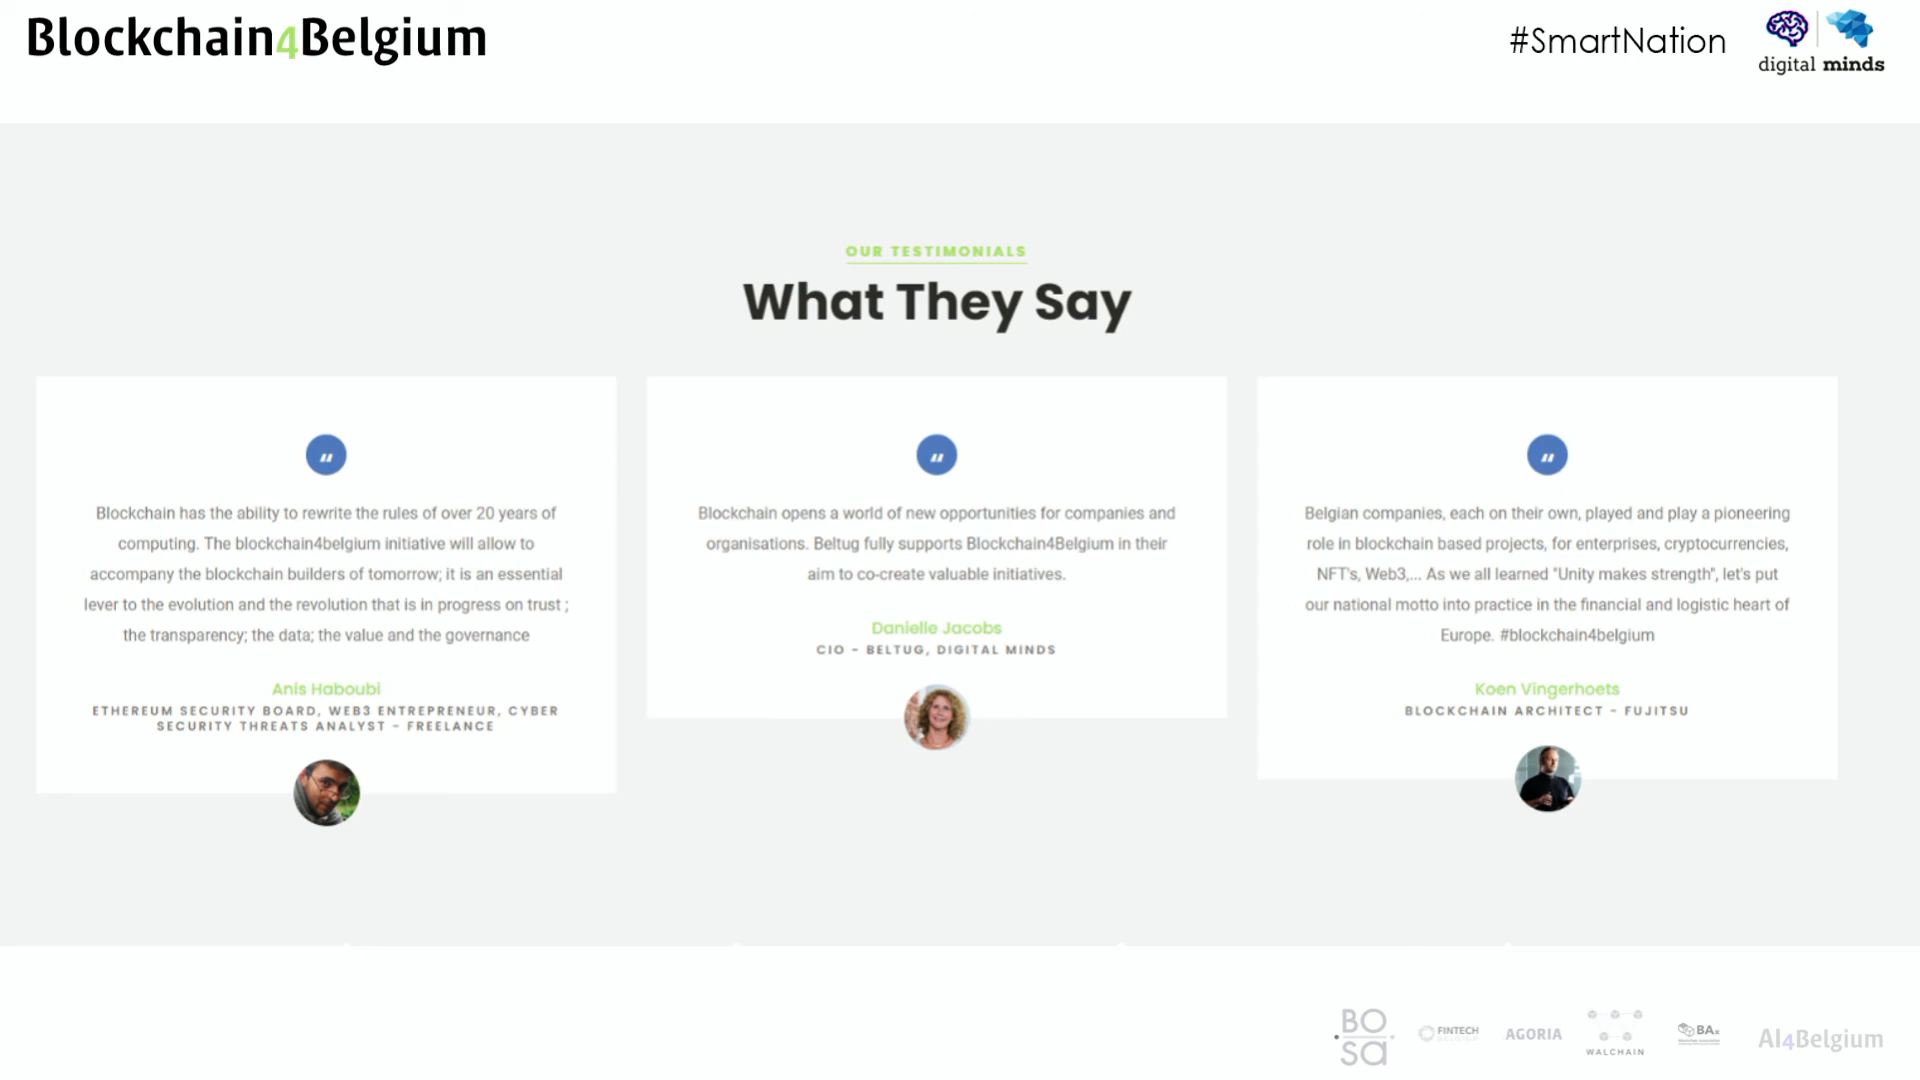 Blockchain4Belgium
#SmartNation
digital minds
OUR TESTIMONIALS
What They Say
Blockchain has the ability to rewrite the rules of over 20 years of
computing. The blockchain4belgium initiative will allow to
accompany the blockchain builders of tomorrow; it is an essential
lever to the evolution and the revolution that is in progress on trust ;
the transparency; the data; the value and the governance
Anis Haboubi
ETHEREUM SECURITY BOARD, WEB3 ENTREPRENEUR, CYBER
SECURITY THREATS ANALYST - FREELANCE
Blockchain opens a world of new opportunities for companies and
organisations. Beltug fully supports Blockchain4Belgium in their
aim to co-create valuable initiatives.
Danielle Jacobs
CIO - BELTUG, DIGITAL MINDS
Belgian companies, each on their own, played and play a pioneering
role in blockchain based projects, for enterprises, cryptocurrencies,
NFT's, Web3,... As we all learned "Unity makes strength", let's put
our national motto into practice in the financial and logistic heart of
Europe. #blockchain4belgium
Koen Vingerhoets
BLOCKCHAIN ARCHITECT - FUJITSU
BOSa
FINTECH
BELGIUM
AGORIA
WALCHAIN
BAx
AI4Belgium